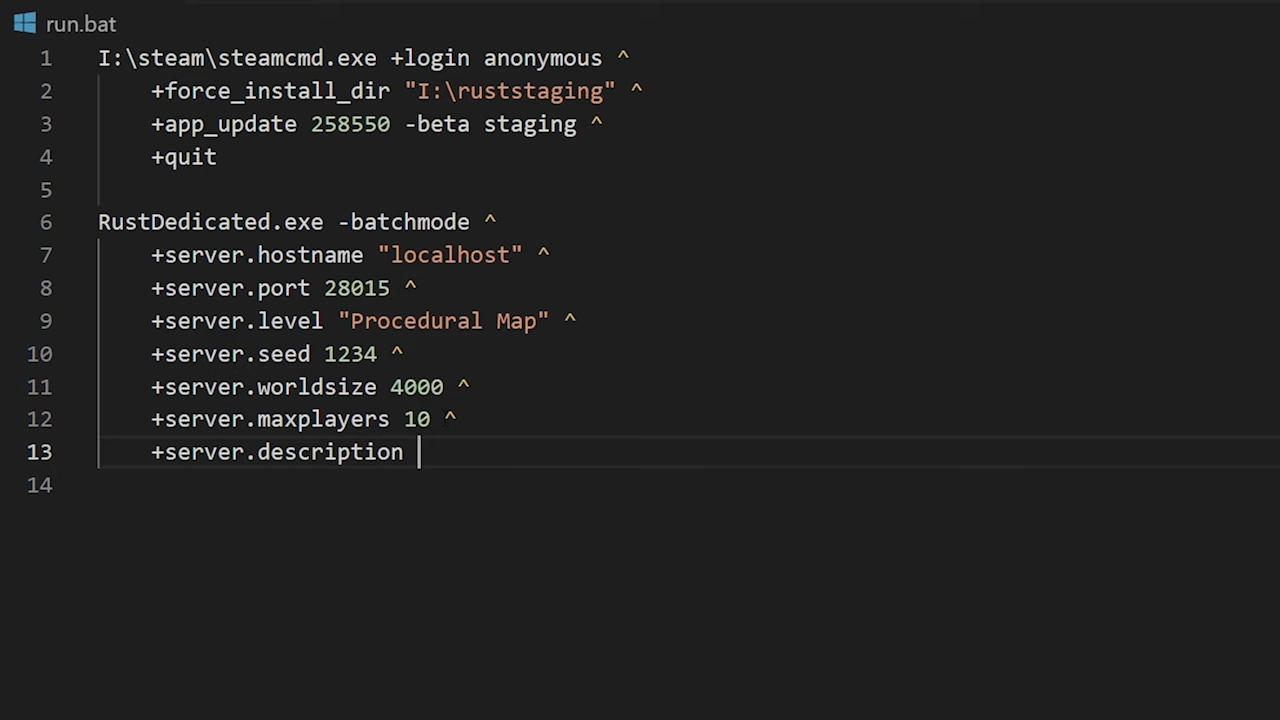 run.bat
1 I:\steam\steamcmd.exe +login anonymous ^
2 +force_install_dir "I:\ruststaging" ^
3 +app_update 258550 -beta staging ^
4 +quit
5
6 RustDedicated.exe -batchmode ^
7 +server.hostname "localhost" ^
8 +server.port 28015 ^
9 +server.level "Procedural Map" ^
10 +server.seed 1234 ^
11 +server.worldsize 4000 ^
12 +server.maxplayers 10 ^
13 +server.description
14